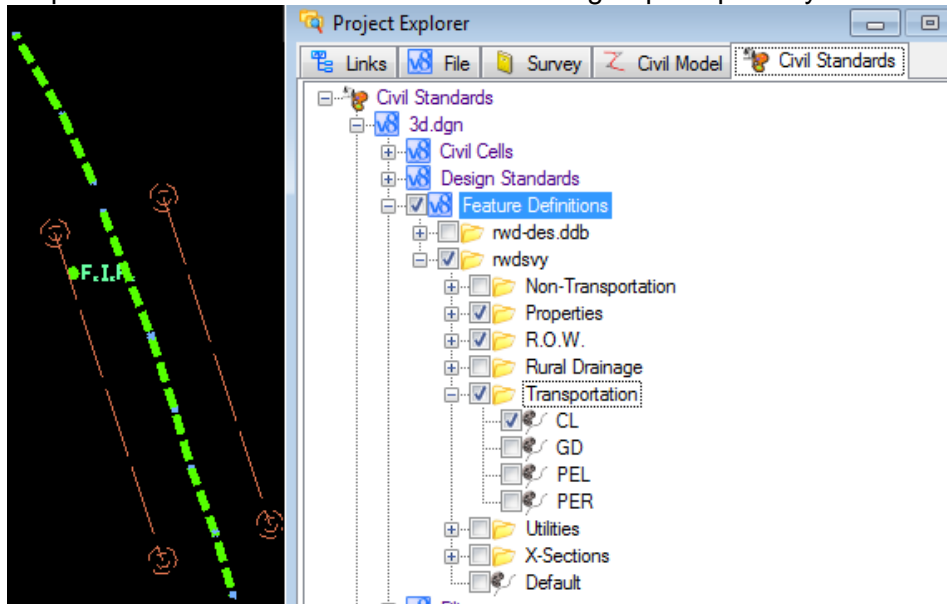 Project Explorer
Links File Survey Civil Model Civil Standards
Civil Standards
3d.dgn
Civil Cells
Design Standards
Feature Definitions
rwd-des.ddb
rwdsvy
Non-Transportation
Properties
R.O.W.
Rural Drainage
Transportation
CL
GD
PEL
PER
Utilities
X-Sections
Default
F.I.P.